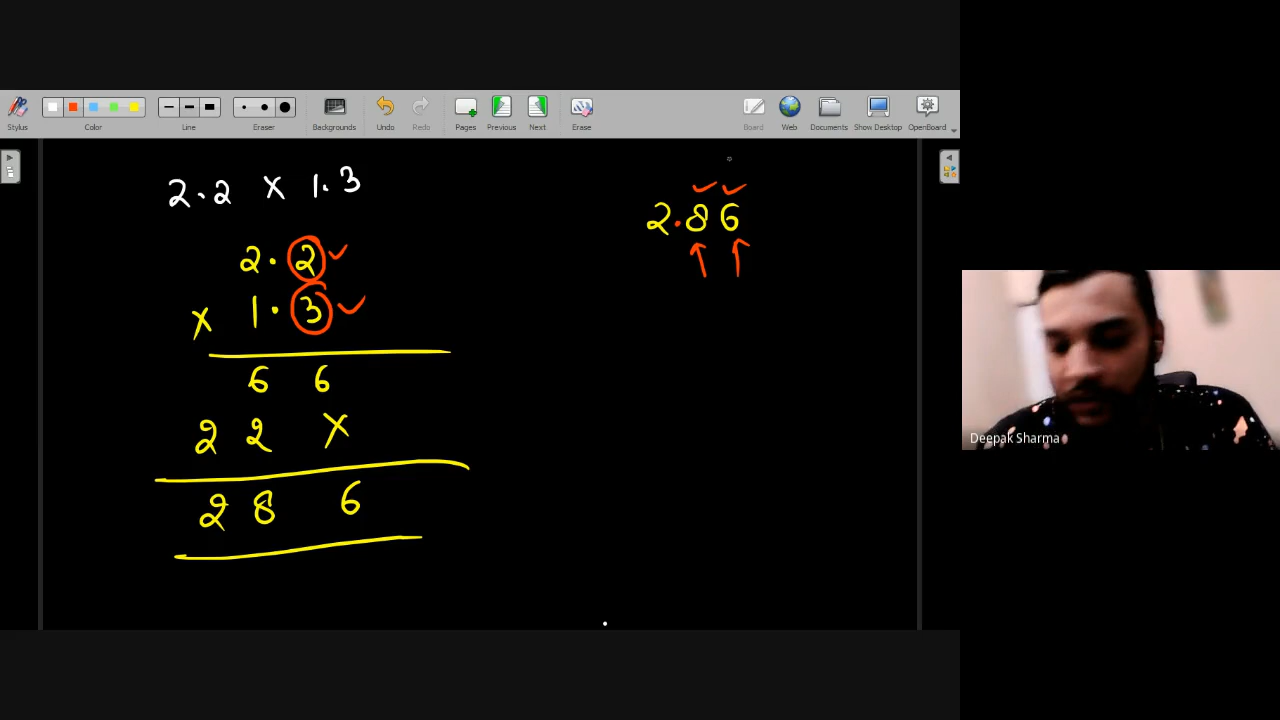 Stylus Color Line Eraser Backgrounds Undo Redo Pages Previous Next Erase Board Web Documents Show Desktop OpenBoard
2.2 x 1.3
2.2
x 1.3
6 6
2 2 x
2 8 6
2.86
Deepak Sharma